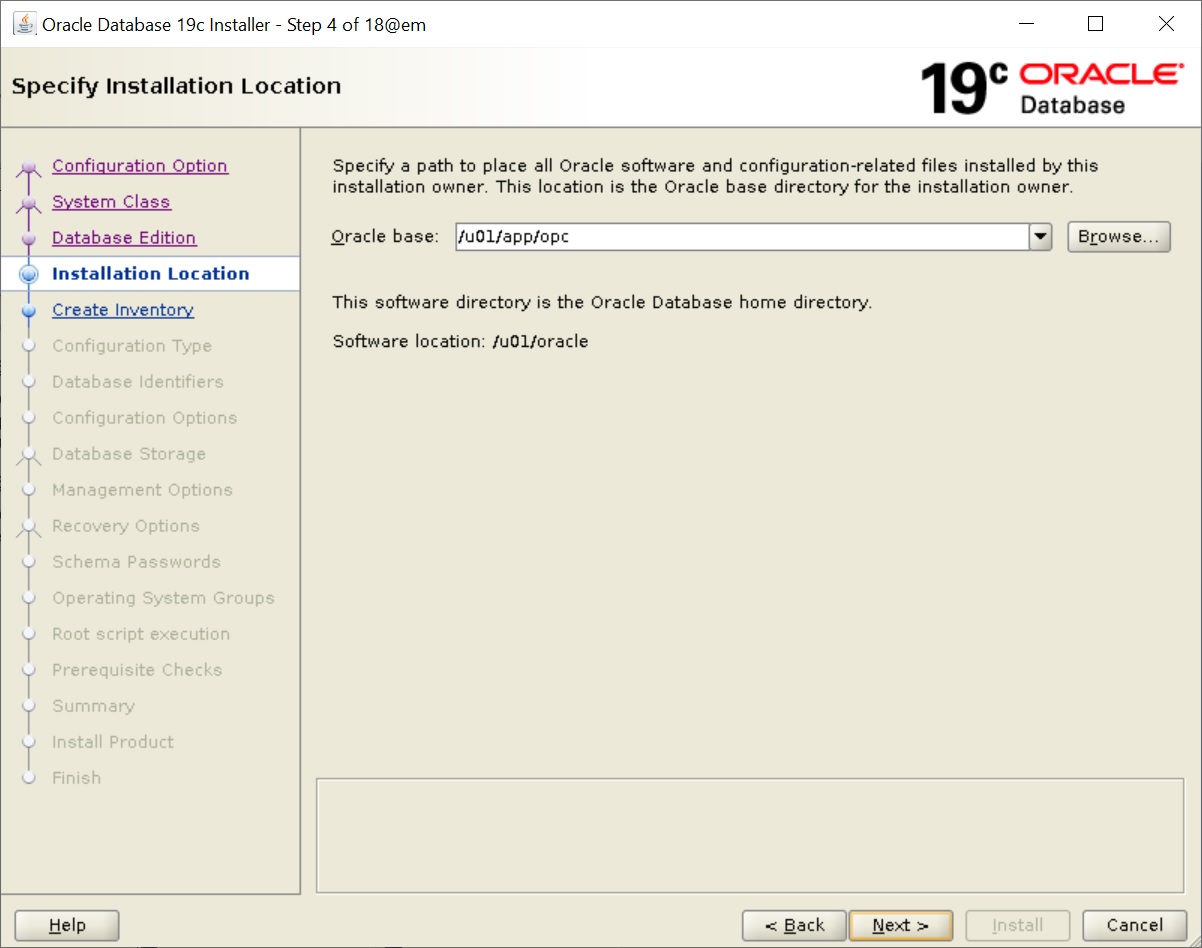 Oracle Database 19c Installer - Step 4 of 18@em
Specify Installation Location
19c ORACLE
Database
Configuration Option
System Class
Database Edition
Installation Location
Create Inventory
Configuration Type
Database Identifiers
Configuration Options
Database Storage
Management Options
Recovery Options
Schema Passwords
Operating System Groups
Root script execution
Prerequisite Checks
Summary
Install Product
Finish
Specify a path to place all Oracle software and configuration-related files installed by this
installation owner. This location is the Oracle base directory for the installation owner.
Oracle base: /u01/app/opc Browse...
This software directory is the Oracle Database home directory.
Software location: /u01/oracle
Help < Back Next > Install Cancel